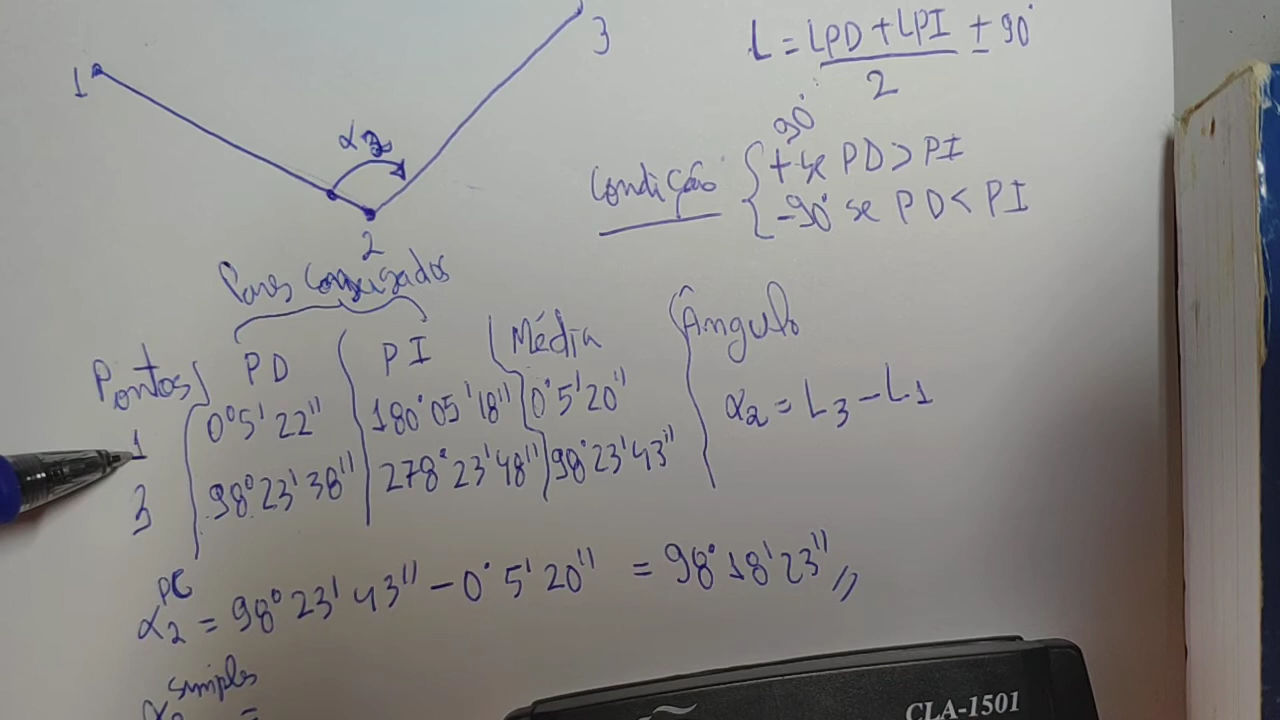 1
3
α₂
2
L = LPD + LPI ± 90°
2
Condição { +90° se PD > PI
-90° se PD < PI
Pares Conjugados
Pontos PD PI Média Ângulo
1 0°5'22" 180°05'18" 0°5'20" α₂ = L₃ - L₁
3 98°23'38" 278°23'48" 98°23'43"
α₂ᴾᶜ = 98°23'43" - 0°5'20" = 98°18'23"//
α₂ simples =
CLA-1501